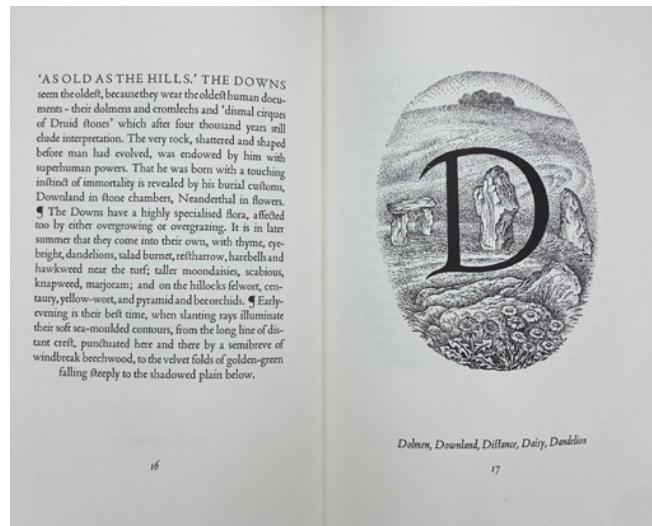 'AS OLD AS THE HILLS.' THE DOWNS
seem the oldest, because they wear the oldest human docu-
ments – their dolmens and cromlechs and 'dismal cirques
of Druid stones' which after four thousand years still
elude interpretation. The very rock, shattered and shaped
before man had evolved, was endowed by him with
superhuman powers. That he was born with a touching
instinct of immortality is revealed by his burial customs,
Downland in stone chambers, Neanderthal in flowers.
¶ The Downs have a highly specialised flora, affected
too by either overgrowing or overgrazing. It is in later
summer that they come into their own, with thyme, eye-
bright, dandelions, salad burnet, restharrow, harebells and
hawkweed near the turf; taller moondaisies, scabious,
knapweed, marjoram; and on the hillocks felwort, cen-
taury, yellow-wort, and pyramid and bee orchids. ¶ Early-
evening is their best time, when slanting rays illuminate
their soft sea-moulded contours, from the long line of dis-
tant crest, punctuated here and there by a semibreve of
windbreak beechwood, to the velvet folds of golden-green
falling steeply to the shadowed plain below.
16
D
Dolmen, Downland, Distance, Daisy, Dandelion
17